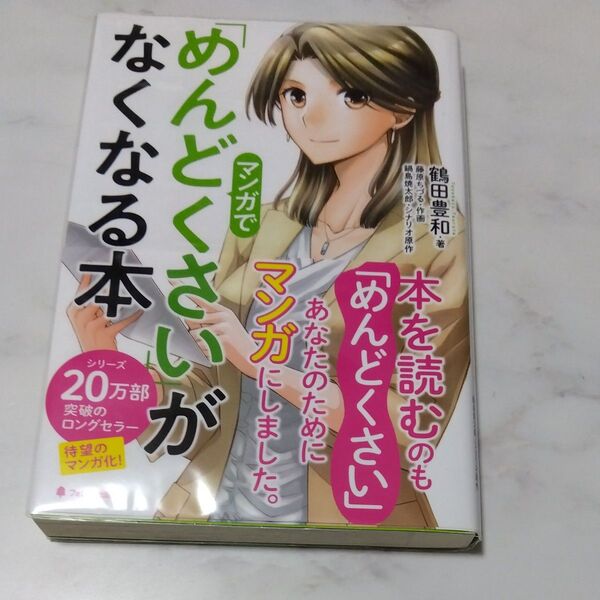 マンガで
「めんどくさい」が
なくなる本
鶴田豊和・著
藤原ちづる・作画
鍋島焼太郎・シナリオ原作
本を読むのも
「めんどくさい」
あなたのために
マンガにしました。
シリーズ
20万部
突破の
ロングセラー
待望の
マンガ化!